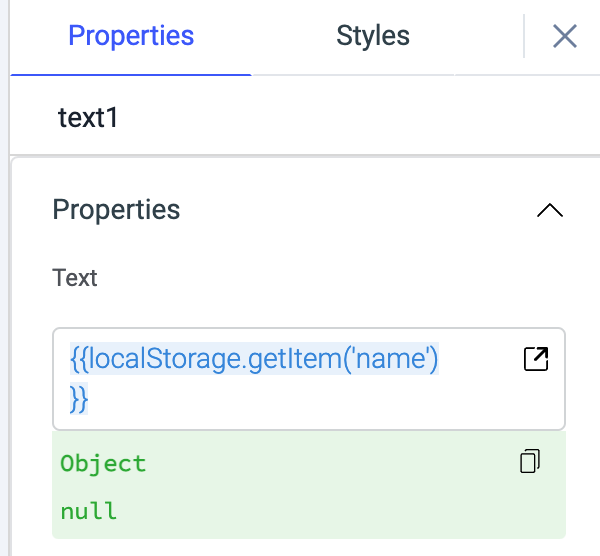 Properties
Styles
text1
Properties
Text
{{localStorage.getItem('name')
}}
Object
null